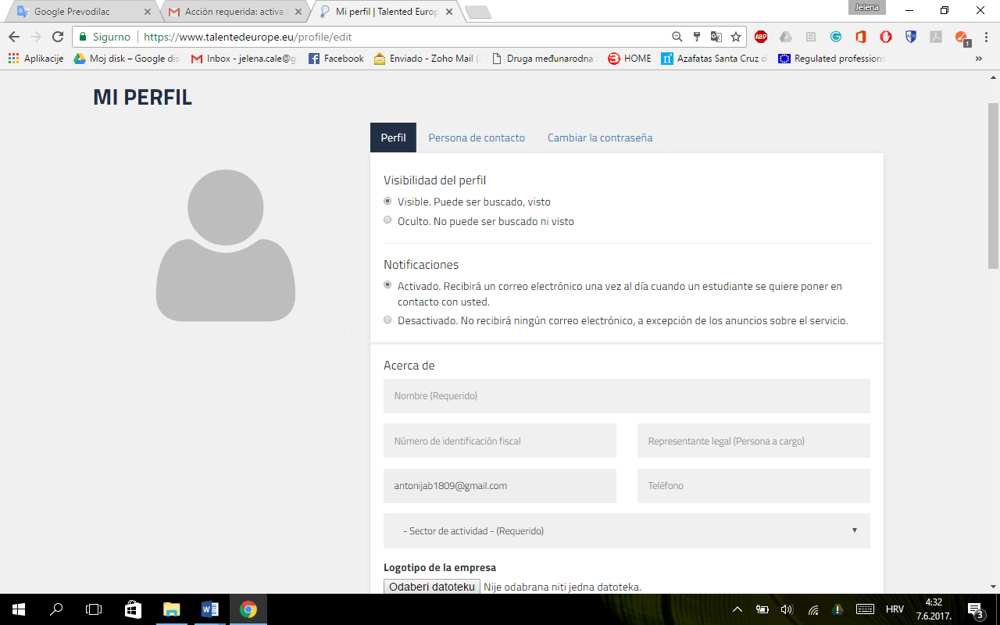 Google Prevodilac
Acción requerida: activa
Mi perfil | Talented Europ
Jelena
Sigurno
https://www.talentedeurope.eu/profile/edit
ABP
1
Aplikacije
Moj disk – Google dis
Inbox - jelena.cale@g
Facebook
Enviado - Zoho Mail (
Druga međunarodna
HOME
Azafatas Santa Cruz d
Regulated professions
»
MI PERFIL
Perfil
Persona de contacto
Cambiar la contraseña
Visibilidad del perfil
Visible. Puede ser buscado, visto
Oculto. No puede ser buscado ni visto
Notificaciones
Activado. Recibirá un correo electrónico una vez al día cuando un estudiante se quiere poner en
contacto con usted.
Desactivado. No recibirá ningún correo electrónico, a excepción de los anuncios sobre el servicio.
Acerca de
Nombre (Requerido)
Número de identificación fiscal
Representante legal (Persona a cargo)
antonijab1809@gmail.com
Teléfono
- Sector de actividad - (Requerido)
Logotipo de la empresa
Odaberi datoteku Nije odabrana niti jedna datoteka.
HRV
4:32
7.6.2017.
3